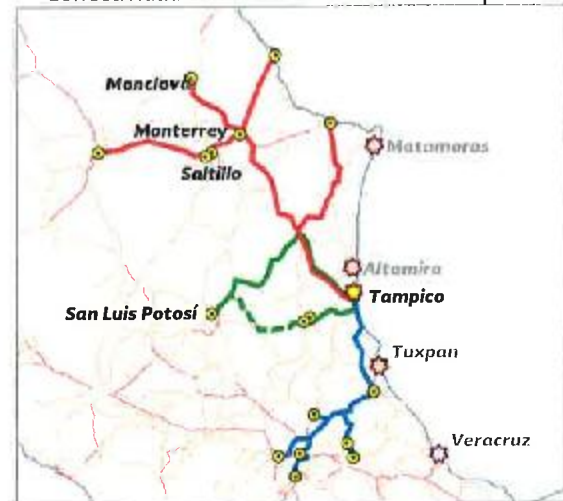 Monclova
Monterrey
Matamoros
Saltillo
Altamira
San Luis Potosí
Tampico
Tuxpan
Veracruz